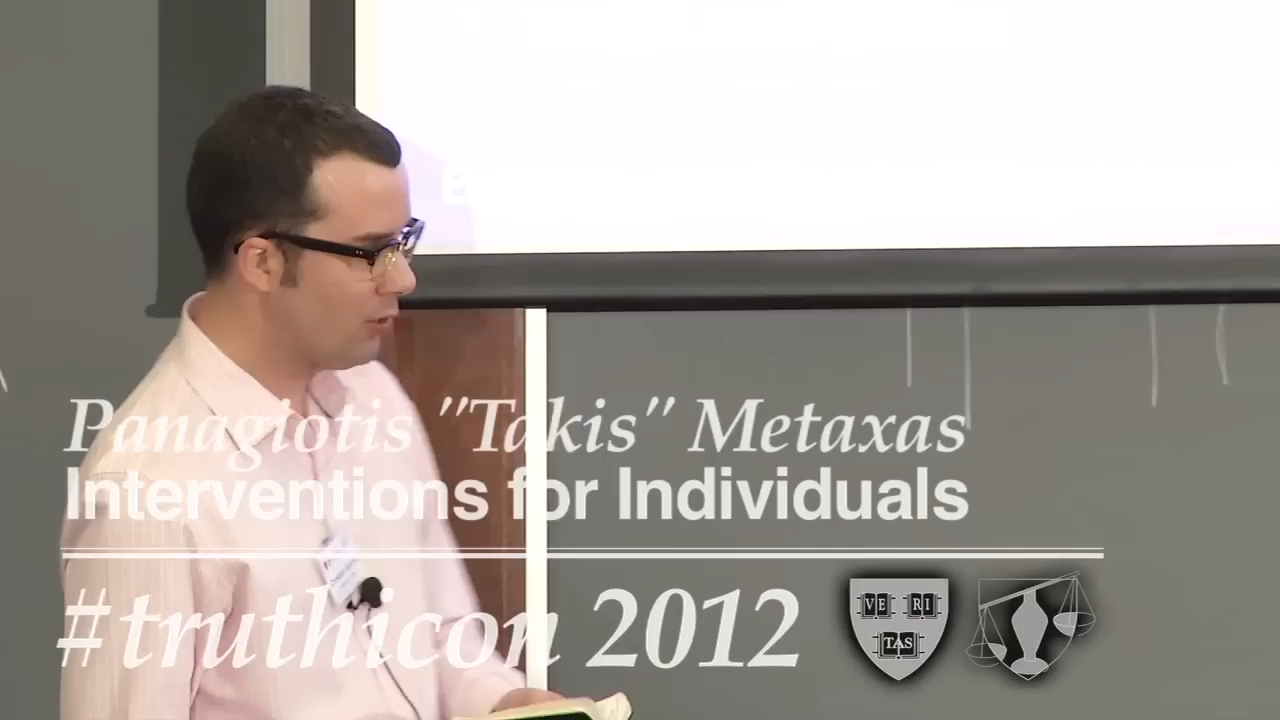 Panagiotis "Takis" Metaxas
Interventions for Individuals
#truthicon 2012
VE RI
TAS